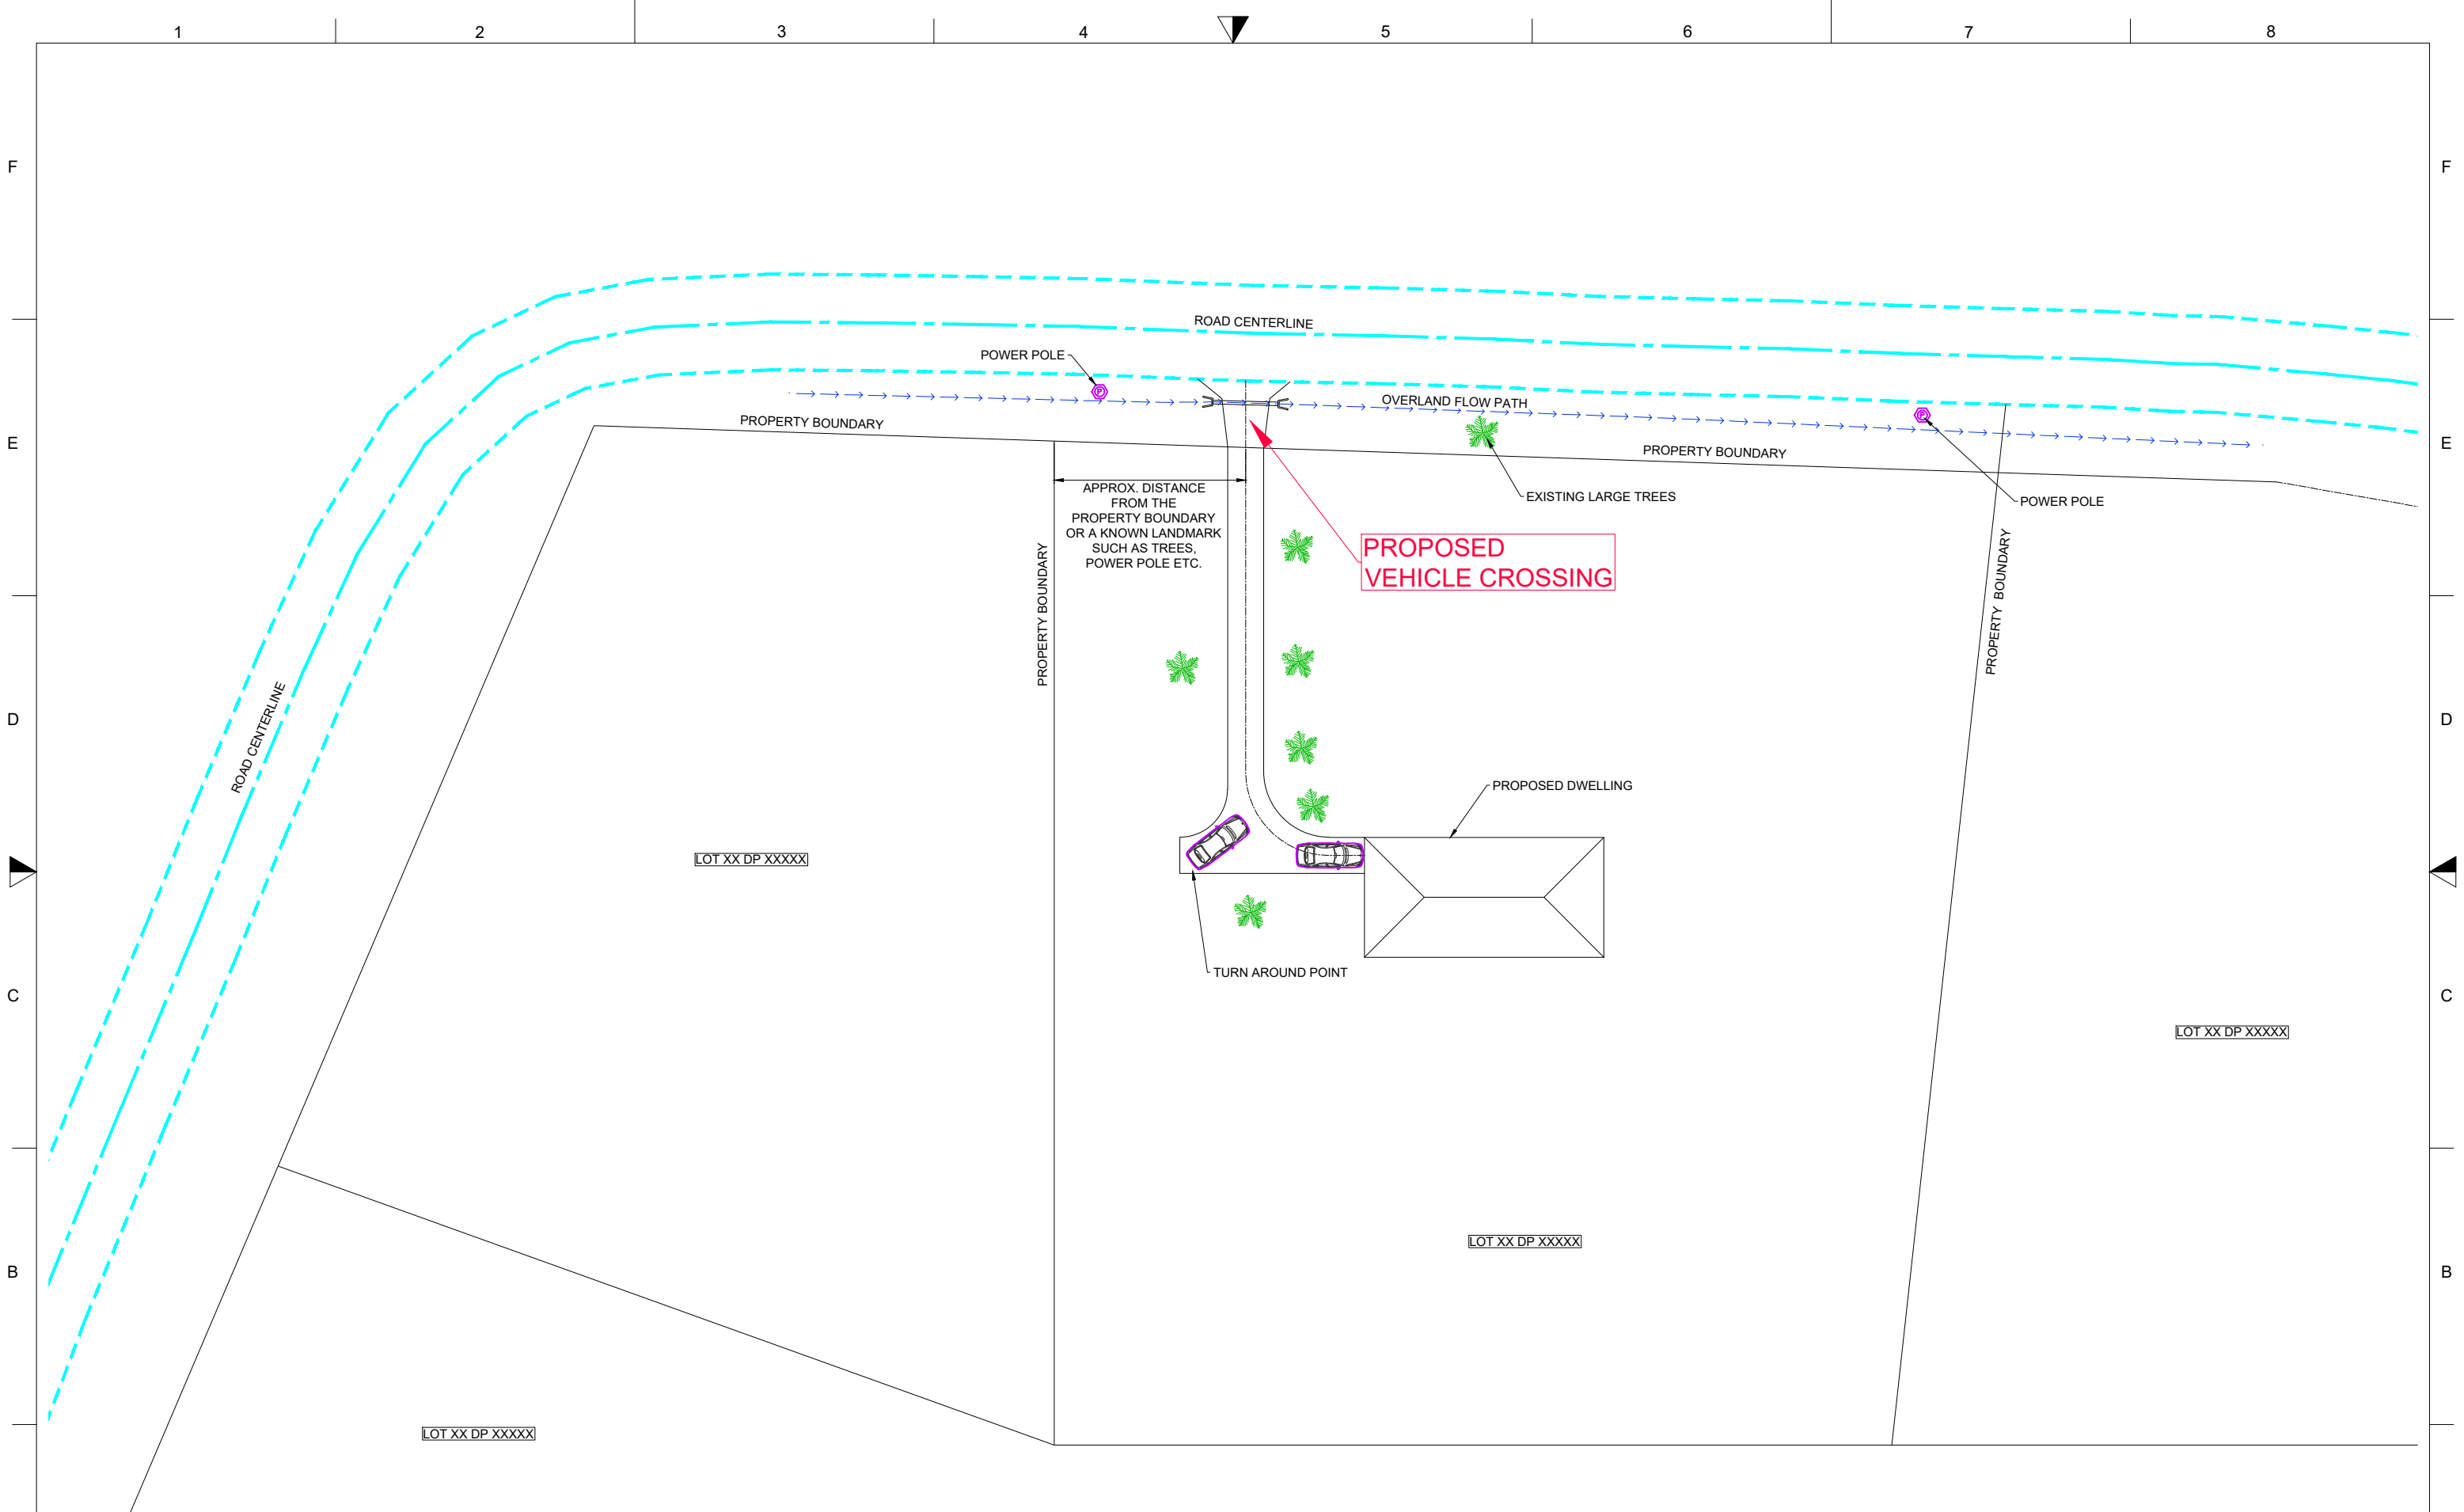 1 2 3 4 5 6 7 8
F F
ROAD CENTERLINE
POWER POLE
P
OVERLAND FLOW PATH
P
PROPERTY BOUNDARY
E E
PROPERTY BOUNDARY
APPROX. DISTANCE
FROM THE
PROPERTY BOUNDARY
OR A KNOWN LANDMARK
SUCH AS TREES,
POWER POLE ETC.
EXISTING LARGE TREES
POWER POLE
PROPOSED
VEHICLE CROSSING
PROPERTY BOUNDARY
PROPERTY BOUNDARY
D D
ROAD CENTERLINE
PROPOSED DWELLING
LOT XX DP XXXXX
TURN AROUND POINT
C C
LOT XX DP XXXXX
LOT XX DP XXXXX
B B
LOT XX DP XXXXX